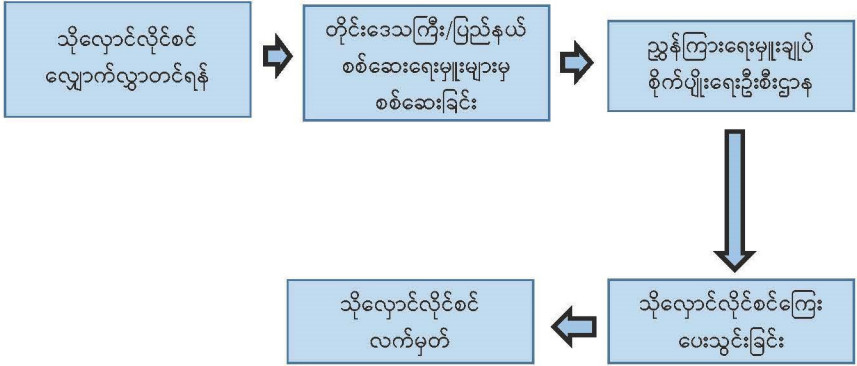 သိုလှောင်လိုင်စင်
လျှောက်လွှာတင်ရန်
တိုင်းဒေသကြီး/ပြည်နယ်
စစ်ဆေးရေးမှူးများမှ
စစ်ဆေးခြင်း
ညွှန်ကြားရေးမှူးချုပ်
စိုက်ပျိုးရေးဦးစီးဌာန
သိုလှောင်လိုင်စင်ကြေး
ပေးသွင်းခြင်း
သိုလှောင်လိုင်စင်
လက်မှတ်